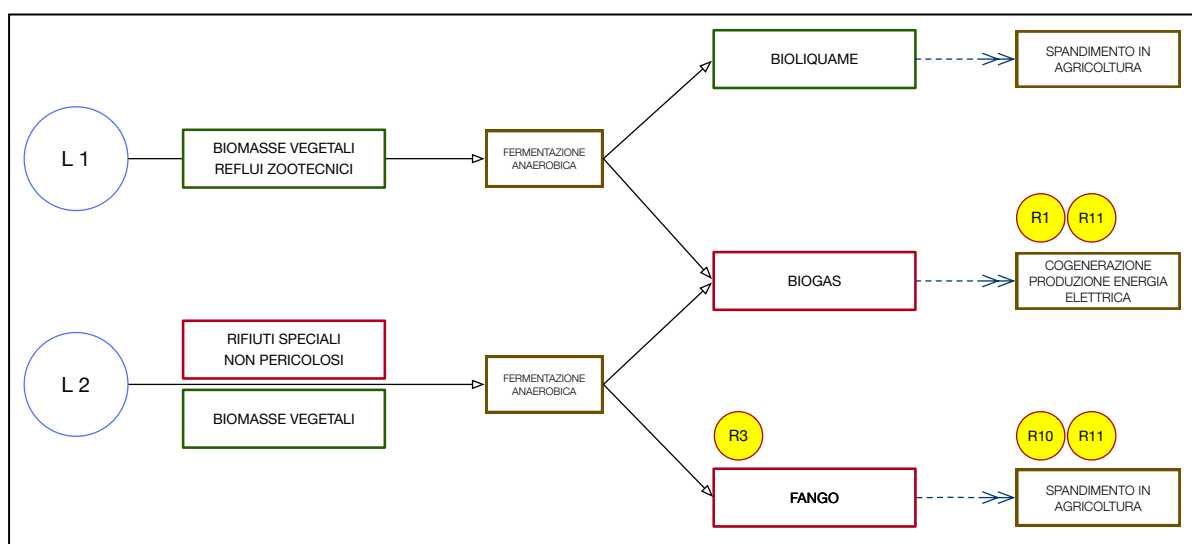 BIOLIQUAME
SPANDIMENTO IN
AGRICOLTURA
L 1
BIOMASSE VEGETALI
REFLUI ZOOTECNICI
FERMENTAZIONE
ANAEROBICA
R1
R11
BIOGAS
COGENERAZIONE
PRODUZIONE ENERGIA
ELETTRICA
L 2
RIFIUTI SPECIALI
NON PERICOLOSI
BIOMASSE VEGETALI
FERMENTAZIONE
ANAEROBICA
R3
R10
R11
FANGO
SPANDIMENTO IN
AGRICOLTURA